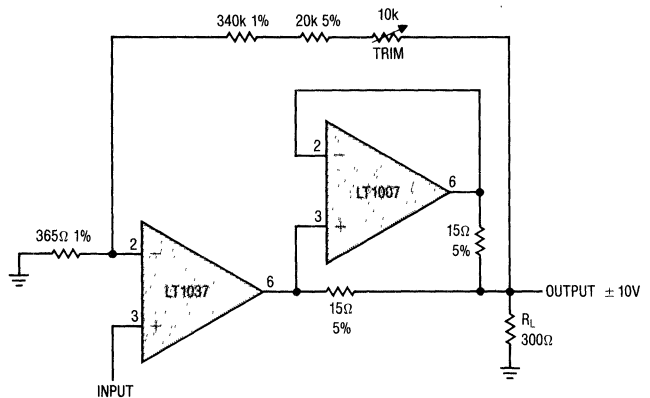 340k 1%
20k 5%
10k
TRIM
2
−
LT1007
6
3
+
15Ω
5%
365Ω 1%
2
−
LT1037
6
3
+
15Ω
5%
OUTPUT ±10V
RL
300Ω
INPUT